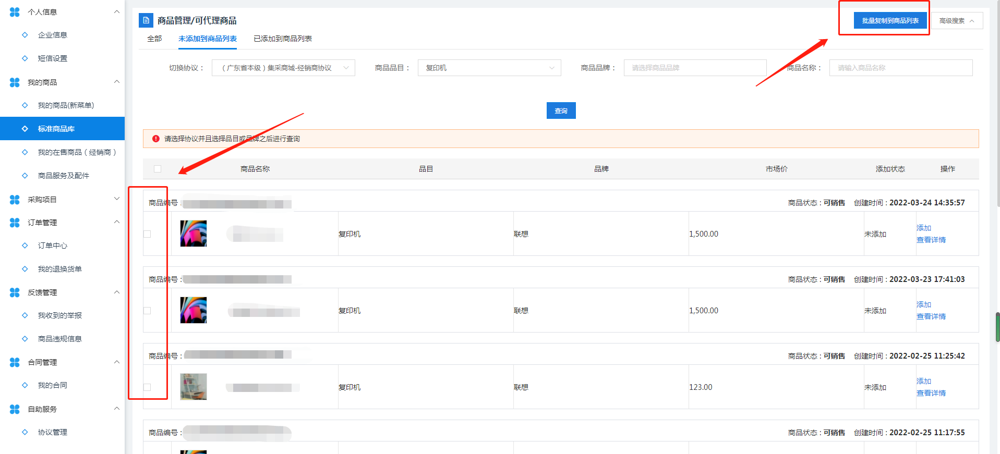 个人信息
企业信息
短信设置
我的商品
我的商品(新菜单)
标准商品库
我的在售商品（经销商）
商品服务及配件
采购项目
订单管理
订单中心
我的退换货单
反馈管理
我收到的举报
商品违规信息
合同管理
我的合同
自助服务
协议管理
商品管理/可代理商品
批量复制到商品列表
高级搜索
全部 未添加到商品列表 已添加到商品列表
切换协议： （广东省本级）集采商城-经销商协议 商品品目： 复印机 商品品牌： 请选择商品品牌 商品名称： 请输入商品名称
查询
请选择协议并且选择品目或品牌之后进行查询
商品名称 品目 品牌 市场价 添加状态 操作
商品编号 商品状态 : 可销售 创建时间 : 2022-03-24 14:35:57
复印机 联想 1,500.00 未添加 添加
查看详情
商品编号 : 商品状态 : 可销售 创建时间 : 2022-03-23 17:41:03
复印机 联想 1,500.00 未添加 添加
查看详情
商品编号 : 商品状态 : 可销售 创建时间 : 2022-02-25 11:25:42
复印机 联想 123.00 未添加 添加
查看详情
商品编号 : 商品状态 : 可销售 创建时间 : 2022-02-25 11:17:55